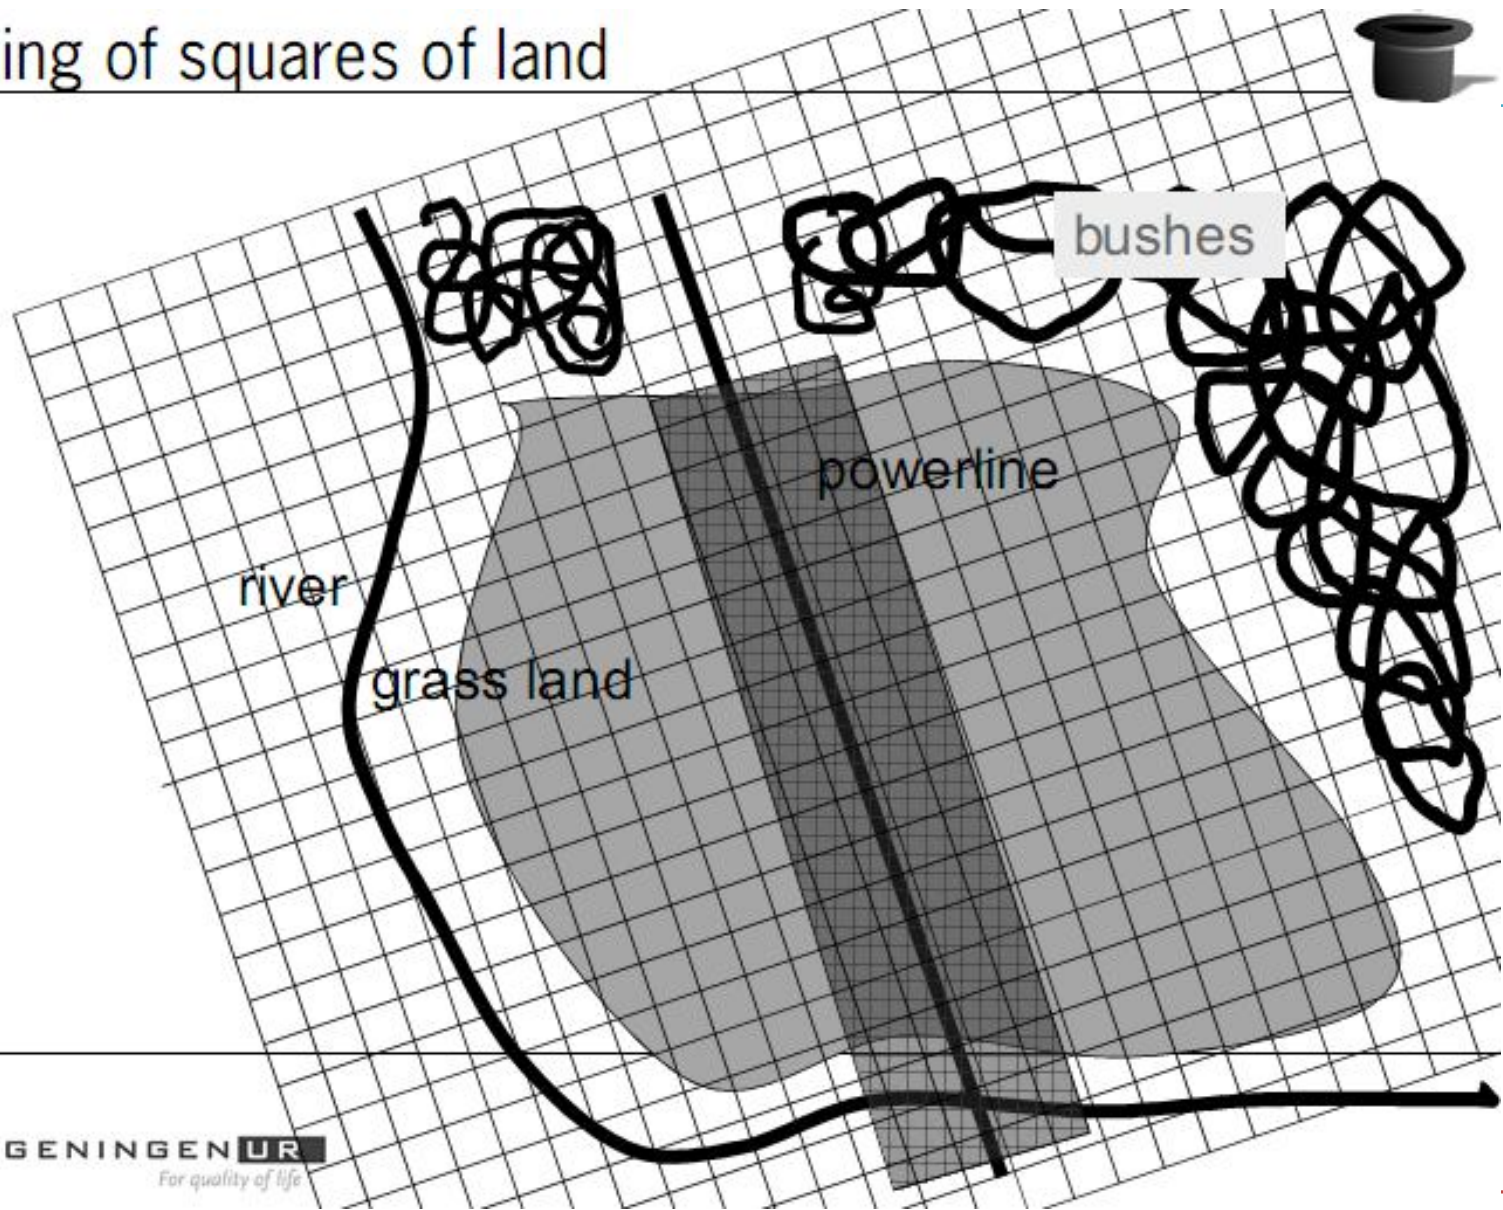 ing of squares of land
bushes
powerline
river
grass land
GENINGEN UR
For quality of life